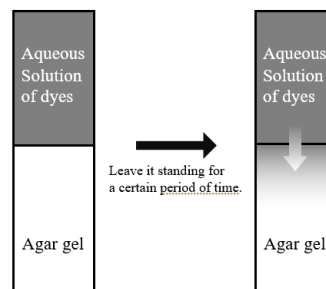 Aqueous
Solution
of dyes
Agar gel
Leave it standing for
a certain period of time.
Aqueous
Solution
of dyes
Agar gel